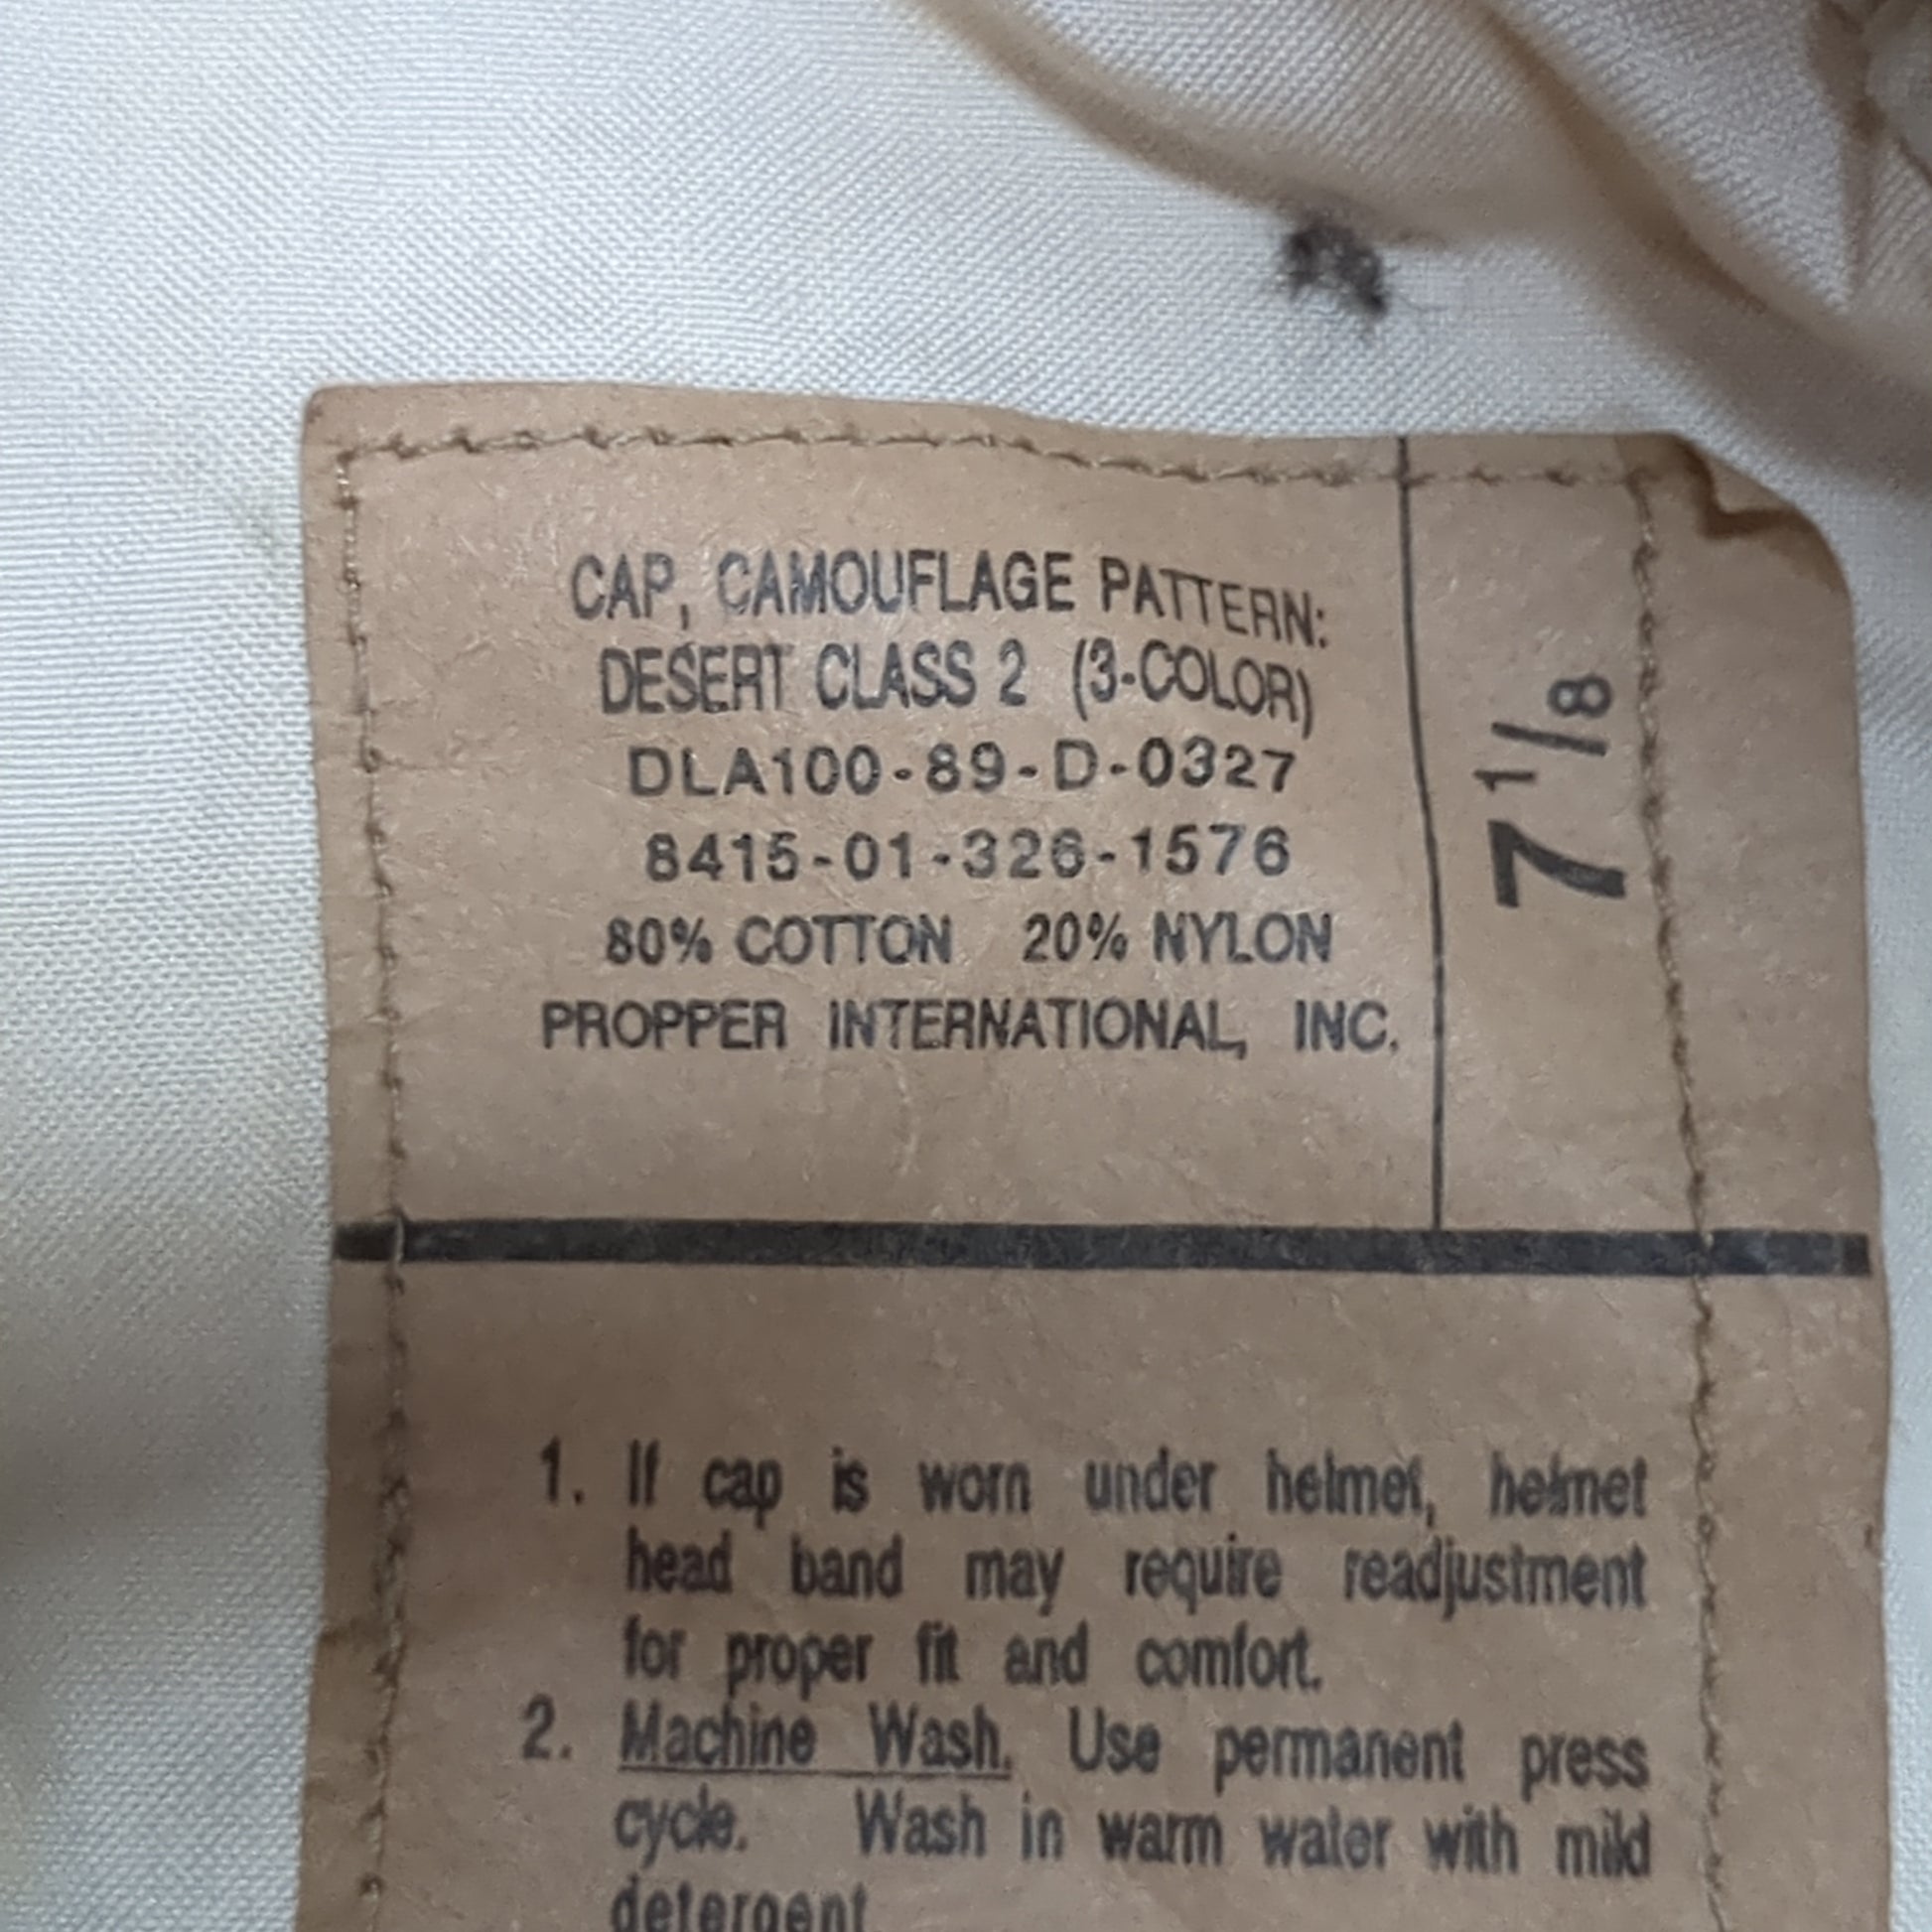 CAP, CAMOUFLAGE PATTERN:
DESERT CLASS 2 (3-COLOR)
DLA100-89-D-0327
8415-01-326-1576
80% COTTON 20% NYLON
PROPPER INTERNATIONAL, INC.
7 1/8
1. If cap is worn under helmet, helmet
head band may require readjustment
for proper fit and comfort.
2. Machine Wash. Use permanent press
cycle. Wash in warm water with mild
detergent